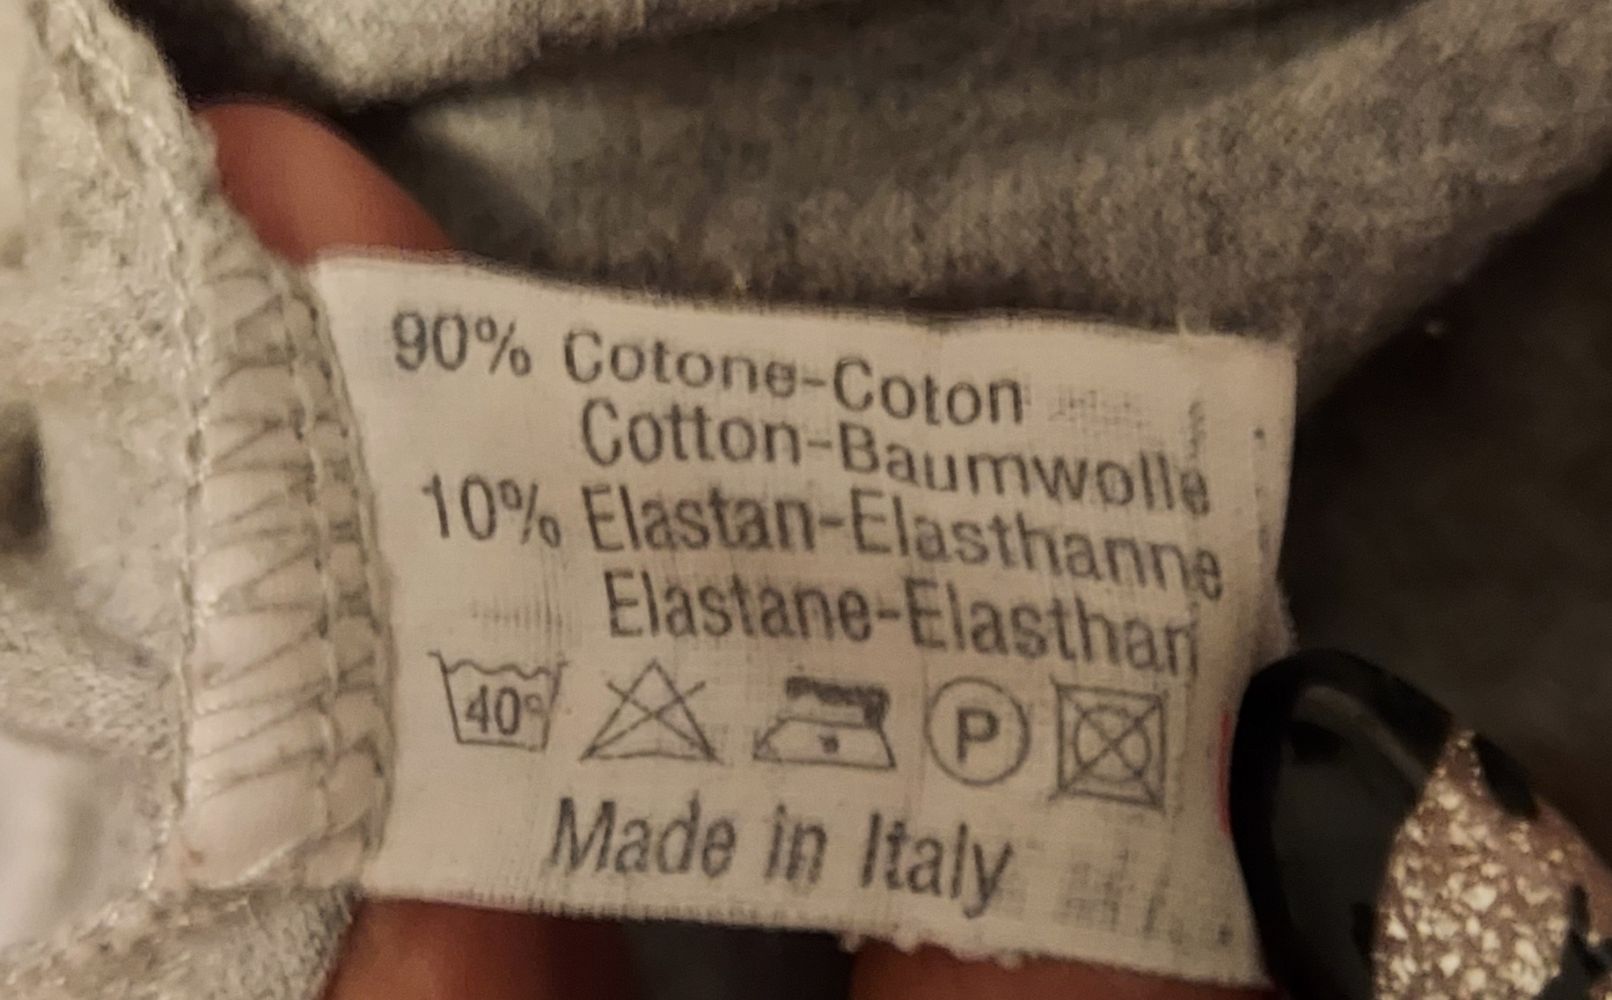 90% Cotone-Coton
Cotton-Baumwolle
10% Elastan-Elasthanne
Elastane-Elasthan
40° P
Made in Italy